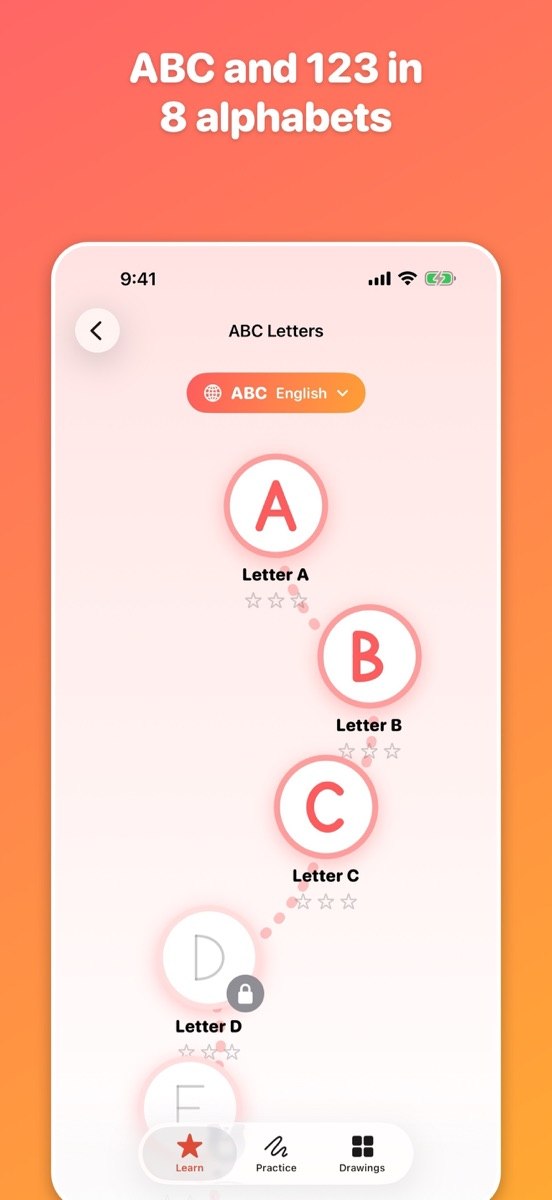 ABC and 123 in
8 alphabets
9:41
ABC Letters
ABC English
A
Letter A
B
Letter B
C
Letter C
D
Letter D
E
Learn
Practice
Drawings